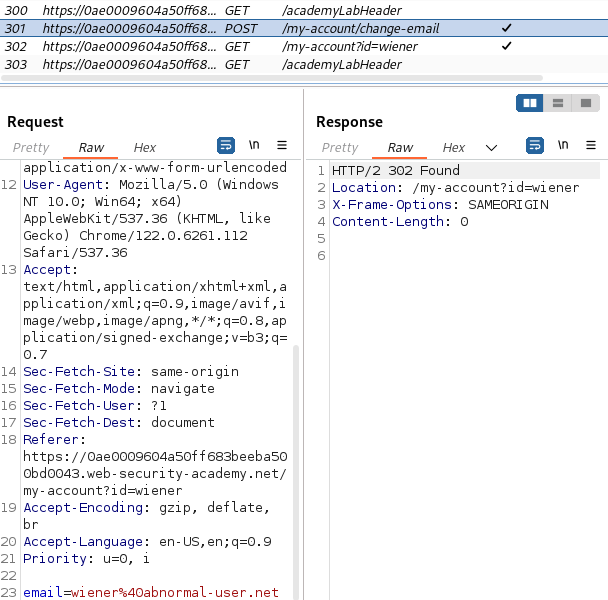 300 https://0ae0009604a50ff68... GET /academyLabHeader
301 https://0ae0009604a50ff68... POST /my-account/change-email ✓
302 https://0ae0009604a50ff68... GET /my-account?id=wiener ✓
303 https://0ae0009604a50ff68... GET /academyLabHeader
Request
Pretty Raw Hex \n ☰
application/x-www-form-urlencoded
12 User-Agent: Mozilla/5.0 (Windows
NT 10.0; Win64; x64)
AppleWebKit/537.36 (KHTML, like
Gecko) Chrome/122.0.6261.112
Safari/537.36
13 Accept:
text/html,application/xhtml+xml,a
pplication/xml;q=0.9,image/avif,i
mage/webp,image/apng,*/*;q=0.8,ap
plication/signed-exchange;v=b3;q=
0.7
14 Sec-Fetch-Site: same-origin
15 Sec-Fetch-Mode: navigate
16 Sec-Fetch-User: ?1
17 Sec-Fetch-Dest: document
18 Referer:
https://0ae0009604a50ff683beeba50
0bd0043.web-security-academy.net/
my-account?id=wiener
19 Accept-Encoding: gzip, deflate,
br
20 Accept-Language: en-US,en;q=0.9
21 Priority: u=0, i
22
23 email=wiener%40abnormal-user.net
Response
Pretty Raw Hex \n ☰
1 HTTP/2 302 Found
2 Location: /my-account?id=wiener
3 X-Frame-Options: SAMEORIGIN
4 Content-Length: 0
5
6